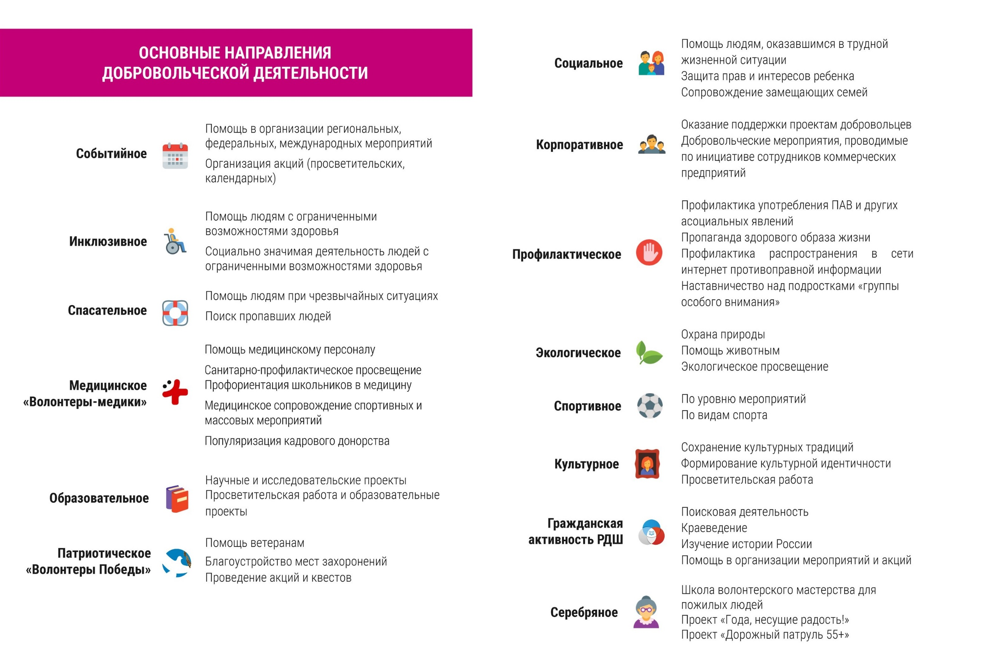 ОСНОВНЫЕ НАПРАВЛЕНИЯ
ДОБРОВОЛЬЧЕСКОЙ ДЕЯТЕЛЬНОСТИ
Событийное
Помощь в организации региональных,
федеральных, международных мероприятий
Организация акций (просветительских,
календарных)
Инклюзивное
Помощь людям с ограниченными
возможностями здоровья
Социально значимая деятельность людей с
ограниченными возможностями здоровья
Спасательное
Помощь людям при чрезвычайных ситуациях
Поиск пропавших людей
Медицинское
«Волонтеры-медики»
Помощь медицинскому персоналу
Санитарно-профилактическое просвещение
Профориентация школьников в медицину
Медицинское сопровождение спортивных и
массовых мероприятий
Популяризация кадрового донорства
Образовательное
Научные и исследовательские проекты
Просветительская работа и образовательные
проекты
Патриотическое
«Волонтеры Победы»
Помощь ветеранам
Благоустройство мест захоронений
Проведение акций и квестов
Социальное
Помощь людям, оказавшимся в трудной
жизненной ситуации
Защита прав и интересов ребенка
Сопровождение замещающих семей
Корпоративное
Оказание поддержки проектам добровольцев
Добровольческие мероприятия, проводимые
по инициативе сотрудников коммерческих
предприятий
Профилактическое
Профилактика употребления ПАВ и других
асоциальных явлений
Пропаганда здорового образа жизни
Профилактика распространения в сети
интернет противоправной информации
Наставничество над подростками «группы
особого внимания»
Экологическое
Охрана природы
Помощь животным
Экологическое просвещение
Спортивное
По уровню мероприятий
По видам спорта
Культурное
Сохранение культурных традиций
Формирование культурной идентичности
Просветительская работа
Гражданская
активность РДШ
Поисковая деятельность
Краеведение
Изучение истории России
Помощь в организации мероприятий и акций
Серебряное
Школа волонтерского мастерства для
пожилых людей
Проект «Года, несущие радость!»
Проект «Дорожный патруль 55+»